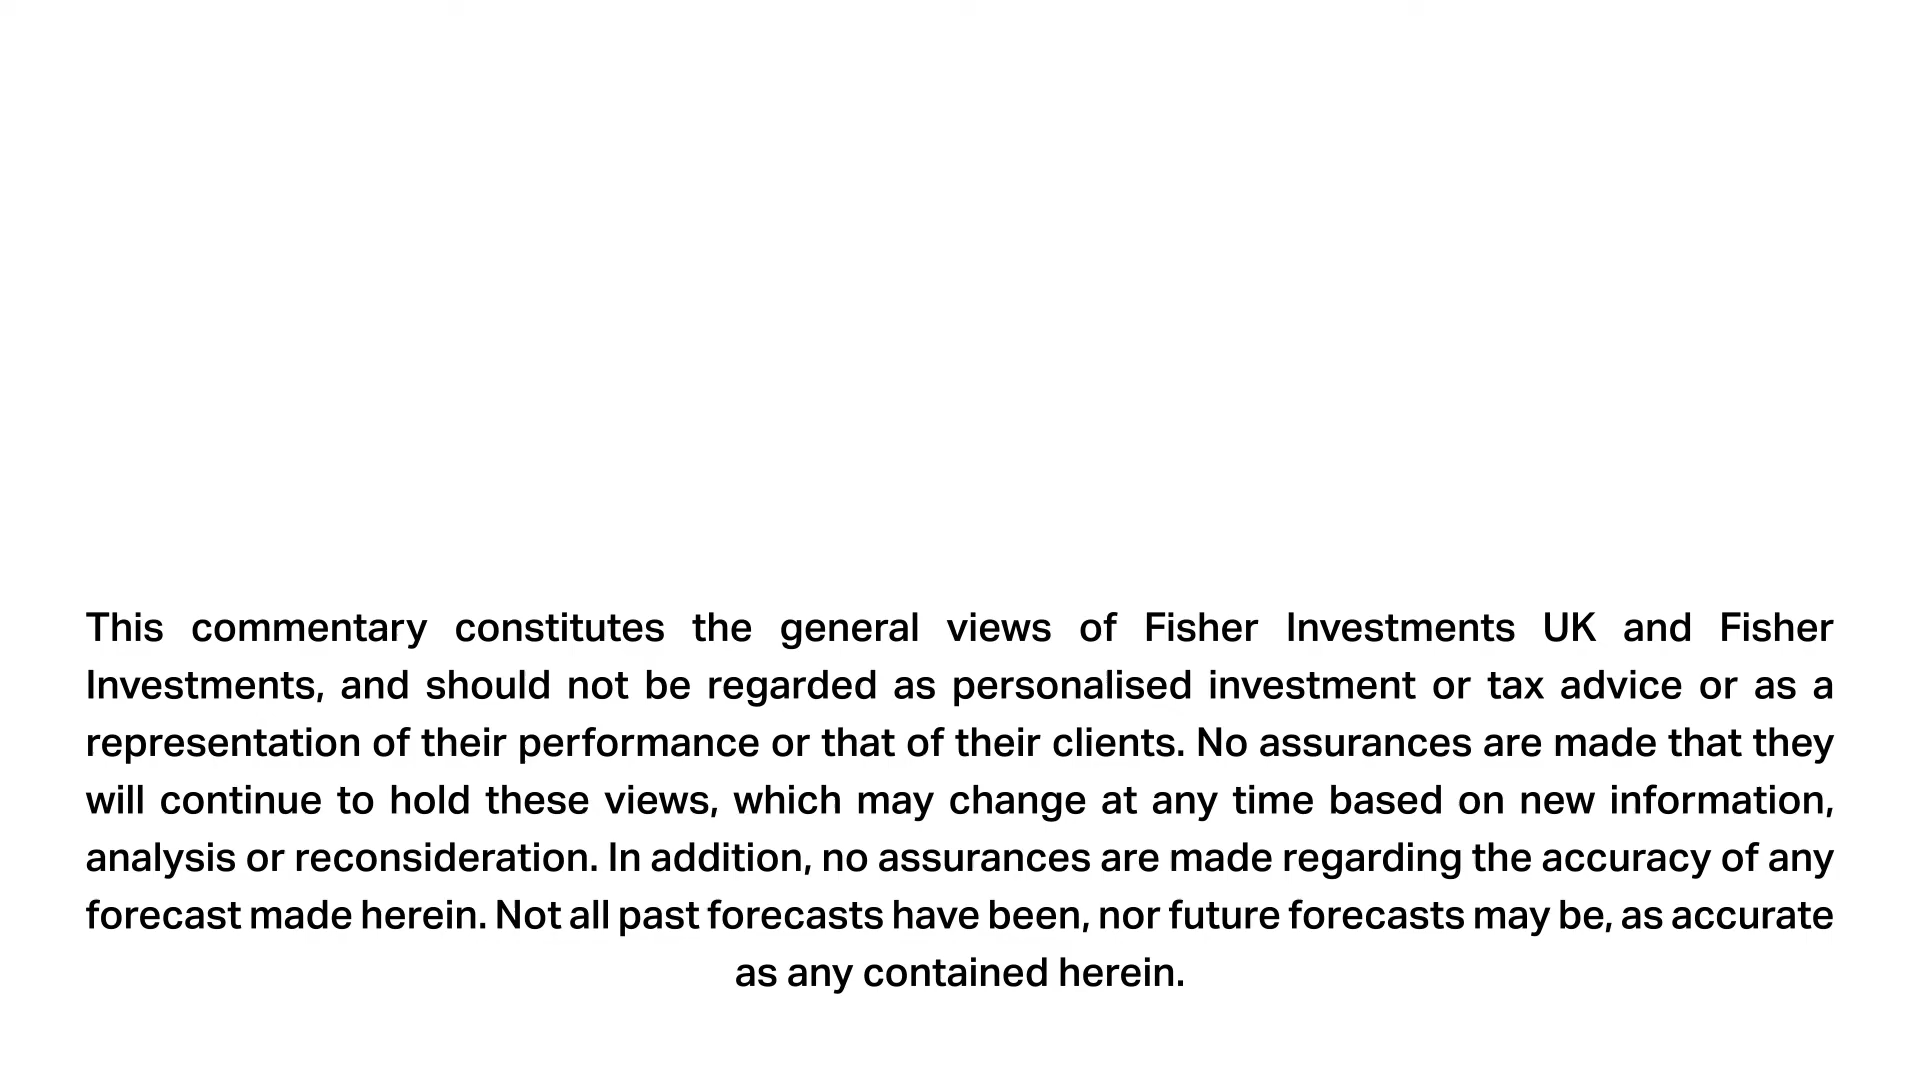 This commentary constitutes the general views of Fisher Investments UK and Fisher
Investments, and should not be regarded as personalised investment or tax advice or as a
representation of their performance or that of their clients. No assurances are made that they
will continue to hold these views, which may change at any time based on new information,
analysis or reconsideration. In addition, no assurances are made regarding the accuracy of any
forecast made herein. Not all past forecasts have been, nor future forecasts may be, as accurate
as any contained herein.